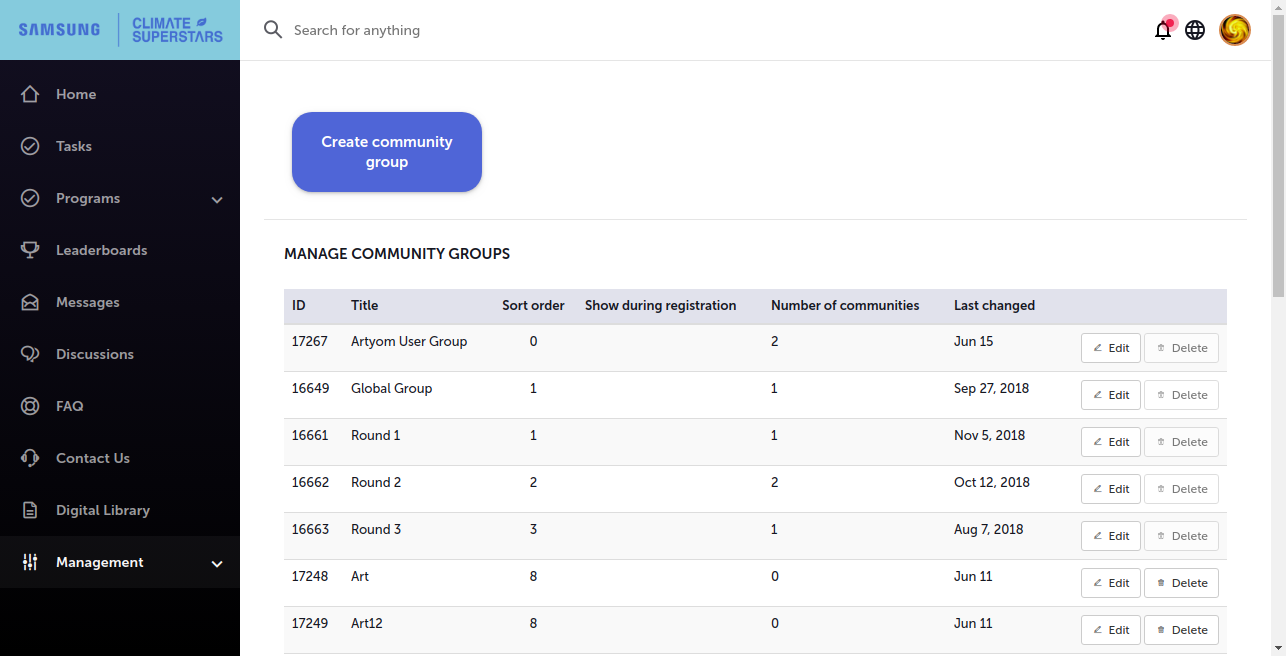 SAMSUNG
CLIMATE
SUPERSTARS
Search for anything
Home
Tasks
Programs
Leaderboards
Messages
Discussions
FAQ
Contact Us
Digital Library
Management
Create community
group
MANAGE COMMUNITY GROUPS
ID Title Sort order Show during registration Number of communities Last changed
17267 Artyom User Group 0 2 Jun 15 Edit Delete
16649 Global Group 1 1 Sep 27, 2018 Edit Delete
16661 Round 1 1 1 Nov 5, 2018 Edit Delete
16662 Round 2 2 2 Oct 12, 2018 Edit Delete
16663 Round 3 3 1 Aug 7, 2018 Edit Delete
17248 Art 8 0 Jun 11 Edit Delete
17249 Art12 8 0 Jun 11 Edit Delete